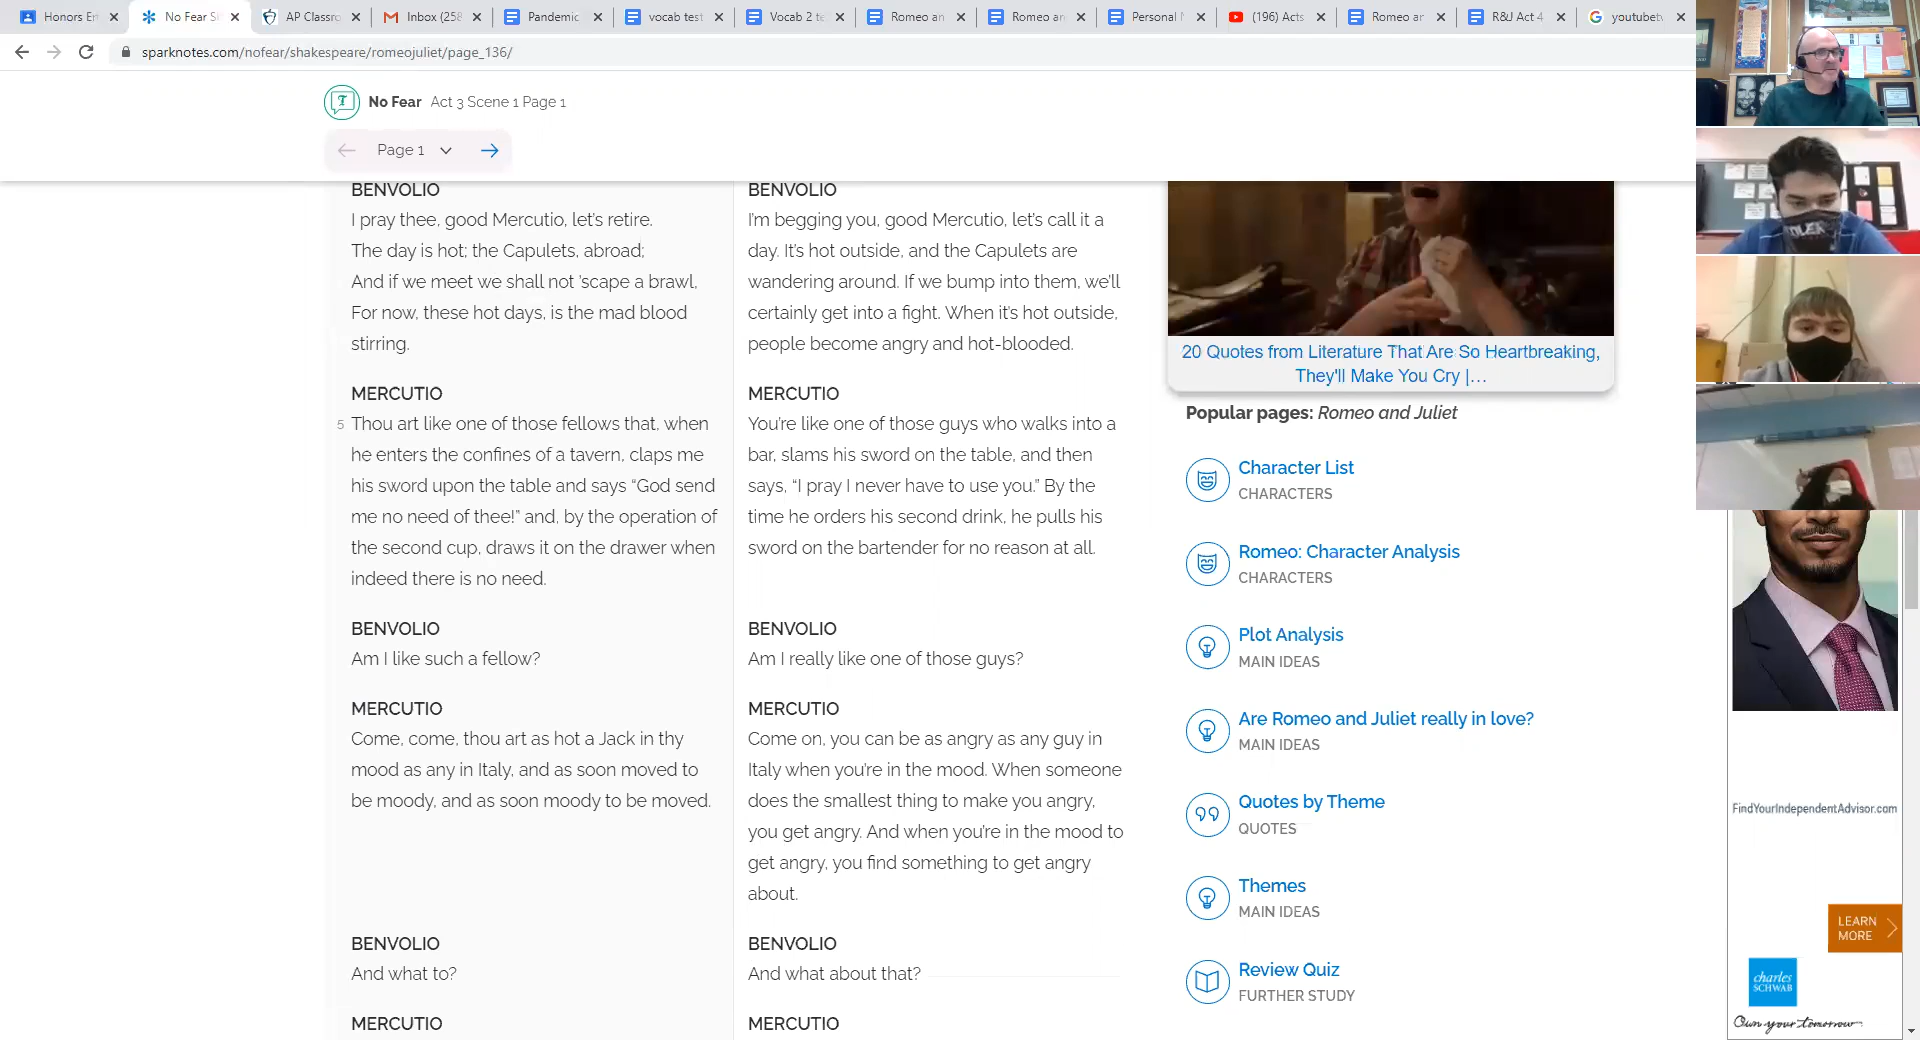 Honors En
No Fear S
AP Classro
Inbox (258
Pandemic
vocab test
Vocab 2 te
Romeo an
Romeo an
Personal
(196) Acts
Romeo ar
R&J Act 4
youtubetv
sparknotes.com/nofear/shakespeare/romeojuliet/page_136/
No Fear Act 3 Scene 1 Page 1
Page 1
BENVOLIO
I pray thee, good Mercutio, let's retire.
The day is hot; the Capulets, abroad;
And if we meet we shall not 'scape a brawl,
For now, these hot days, is the mad blood
stirring.
MERCUTIO
5 Thou art like one of those fellows that, when
he enters the confines of a tavern, claps me
his sword upon the table and says “God send
me no need of thee!” and, by the operation of
the second cup, draws it on the drawer when
indeed there is no need.
BENVOLIO
Am I like such a fellow?
MERCUTIO
Come, come, thou art as hot a Jack in thy
mood as any in Italy, and as soon moved to
be moody, and as soon moody to be moved.
BENVOLIO
And what to?
MERCUTIO
BENVOLIO
I'm begging you, good Mercutio, let's call it a
day. It's hot outside, and the Capulets are
wandering around. If we bump into them, we'll
certainly get into a fight. When it's hot outside,
people become angry and hot-blooded.
MERCUTIO
You're like one of those guys who walks into a
bar, slams his sword on the table, and then
says, “I pray I never have to use you.” By the
time he orders his second drink, he pulls his
sword on the bartender for no reason at all.
BENVOLIO
Am I really like one of those guys?
MERCUTIO
Come on, you can be as angry as any guy in
Italy when you're in the mood. When someone
does the smallest thing to make you angry,
you get angry. And when you're in the mood to
get angry, you find something to get angry
about.
BENVOLIO
And what about that?
MERCUTIO
20 Quotes from Literature That Are So Heartbreaking,
They'll Make You Cry |…
Popular pages: Romeo and Juliet
Character List
CHARACTERS
Romeo: Character Analysis
CHARACTERS
Plot Analysis
MAIN IDEAS
Are Romeo and Juliet really in love?
MAIN IDEAS
Quotes by Theme
QUOTES
Themes
MAIN IDEAS
Review Quiz
FURTHER STUDY
FindYourIndependentAdvisor.com
LEARN
MORE
charles
SCHWAB
Own your tomorrow